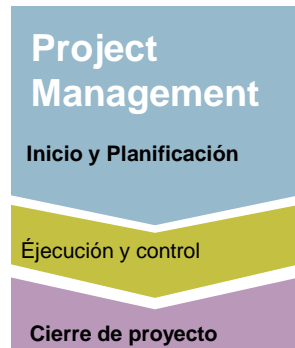 Project
Management
Inicio y Planificación
Éjecución y control
Cierre de proyecto